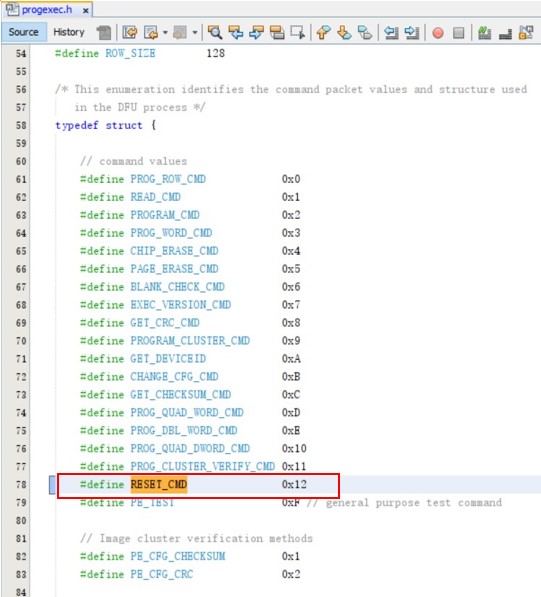 progexec.h x
Source History
54 #define ROW_SIZE 128
55
56 /* This enumeration identifies the command packet values and structure used
57 in the DFU process */
58 typedef struct {
59
60 // command values
61 #define PROG_ROW_CMD 0x0
62 #define READ_CMD 0x1
63 #define PROGRAM_CMD 0x2
64 #define PROG_WORD_CMD 0x3
65 #define CHIP_ERASE_CMD 0x4
66 #define PAGE_ERASE_CMD 0x5
67 #define BLANK_CHECK_CMD 0x6
68 #define EXEC_VERSION_CMD 0x7
69 #define GET_CRC_CMD 0x8
70 #define PROGRAM_CLUSTER_CMD 0x9
71 #define GET_DEVICEID 0xA
72 #define CHANGE_CFG_CMD 0xB
73 #define GET_CHECKSUM_CMD 0xC
74 #define PROG_QUAD_WORD_CMD 0xD
75 #define PROG_DBL_WORD_CMD 0xE
76 #define PROG_QUAD_DWORD_CMD 0x10
77 #define PROG_CLUSTER_VERIFY_CMD 0x11
78 #define RESET_CMD 0x12
79 #define PE_TEST 0xF // general purpose test command
80
81 // Image cluster verification methods
82 #define PE_CFG_CHECKSUM 0x1
83 #define PE_CFG_CRC 0x2
84